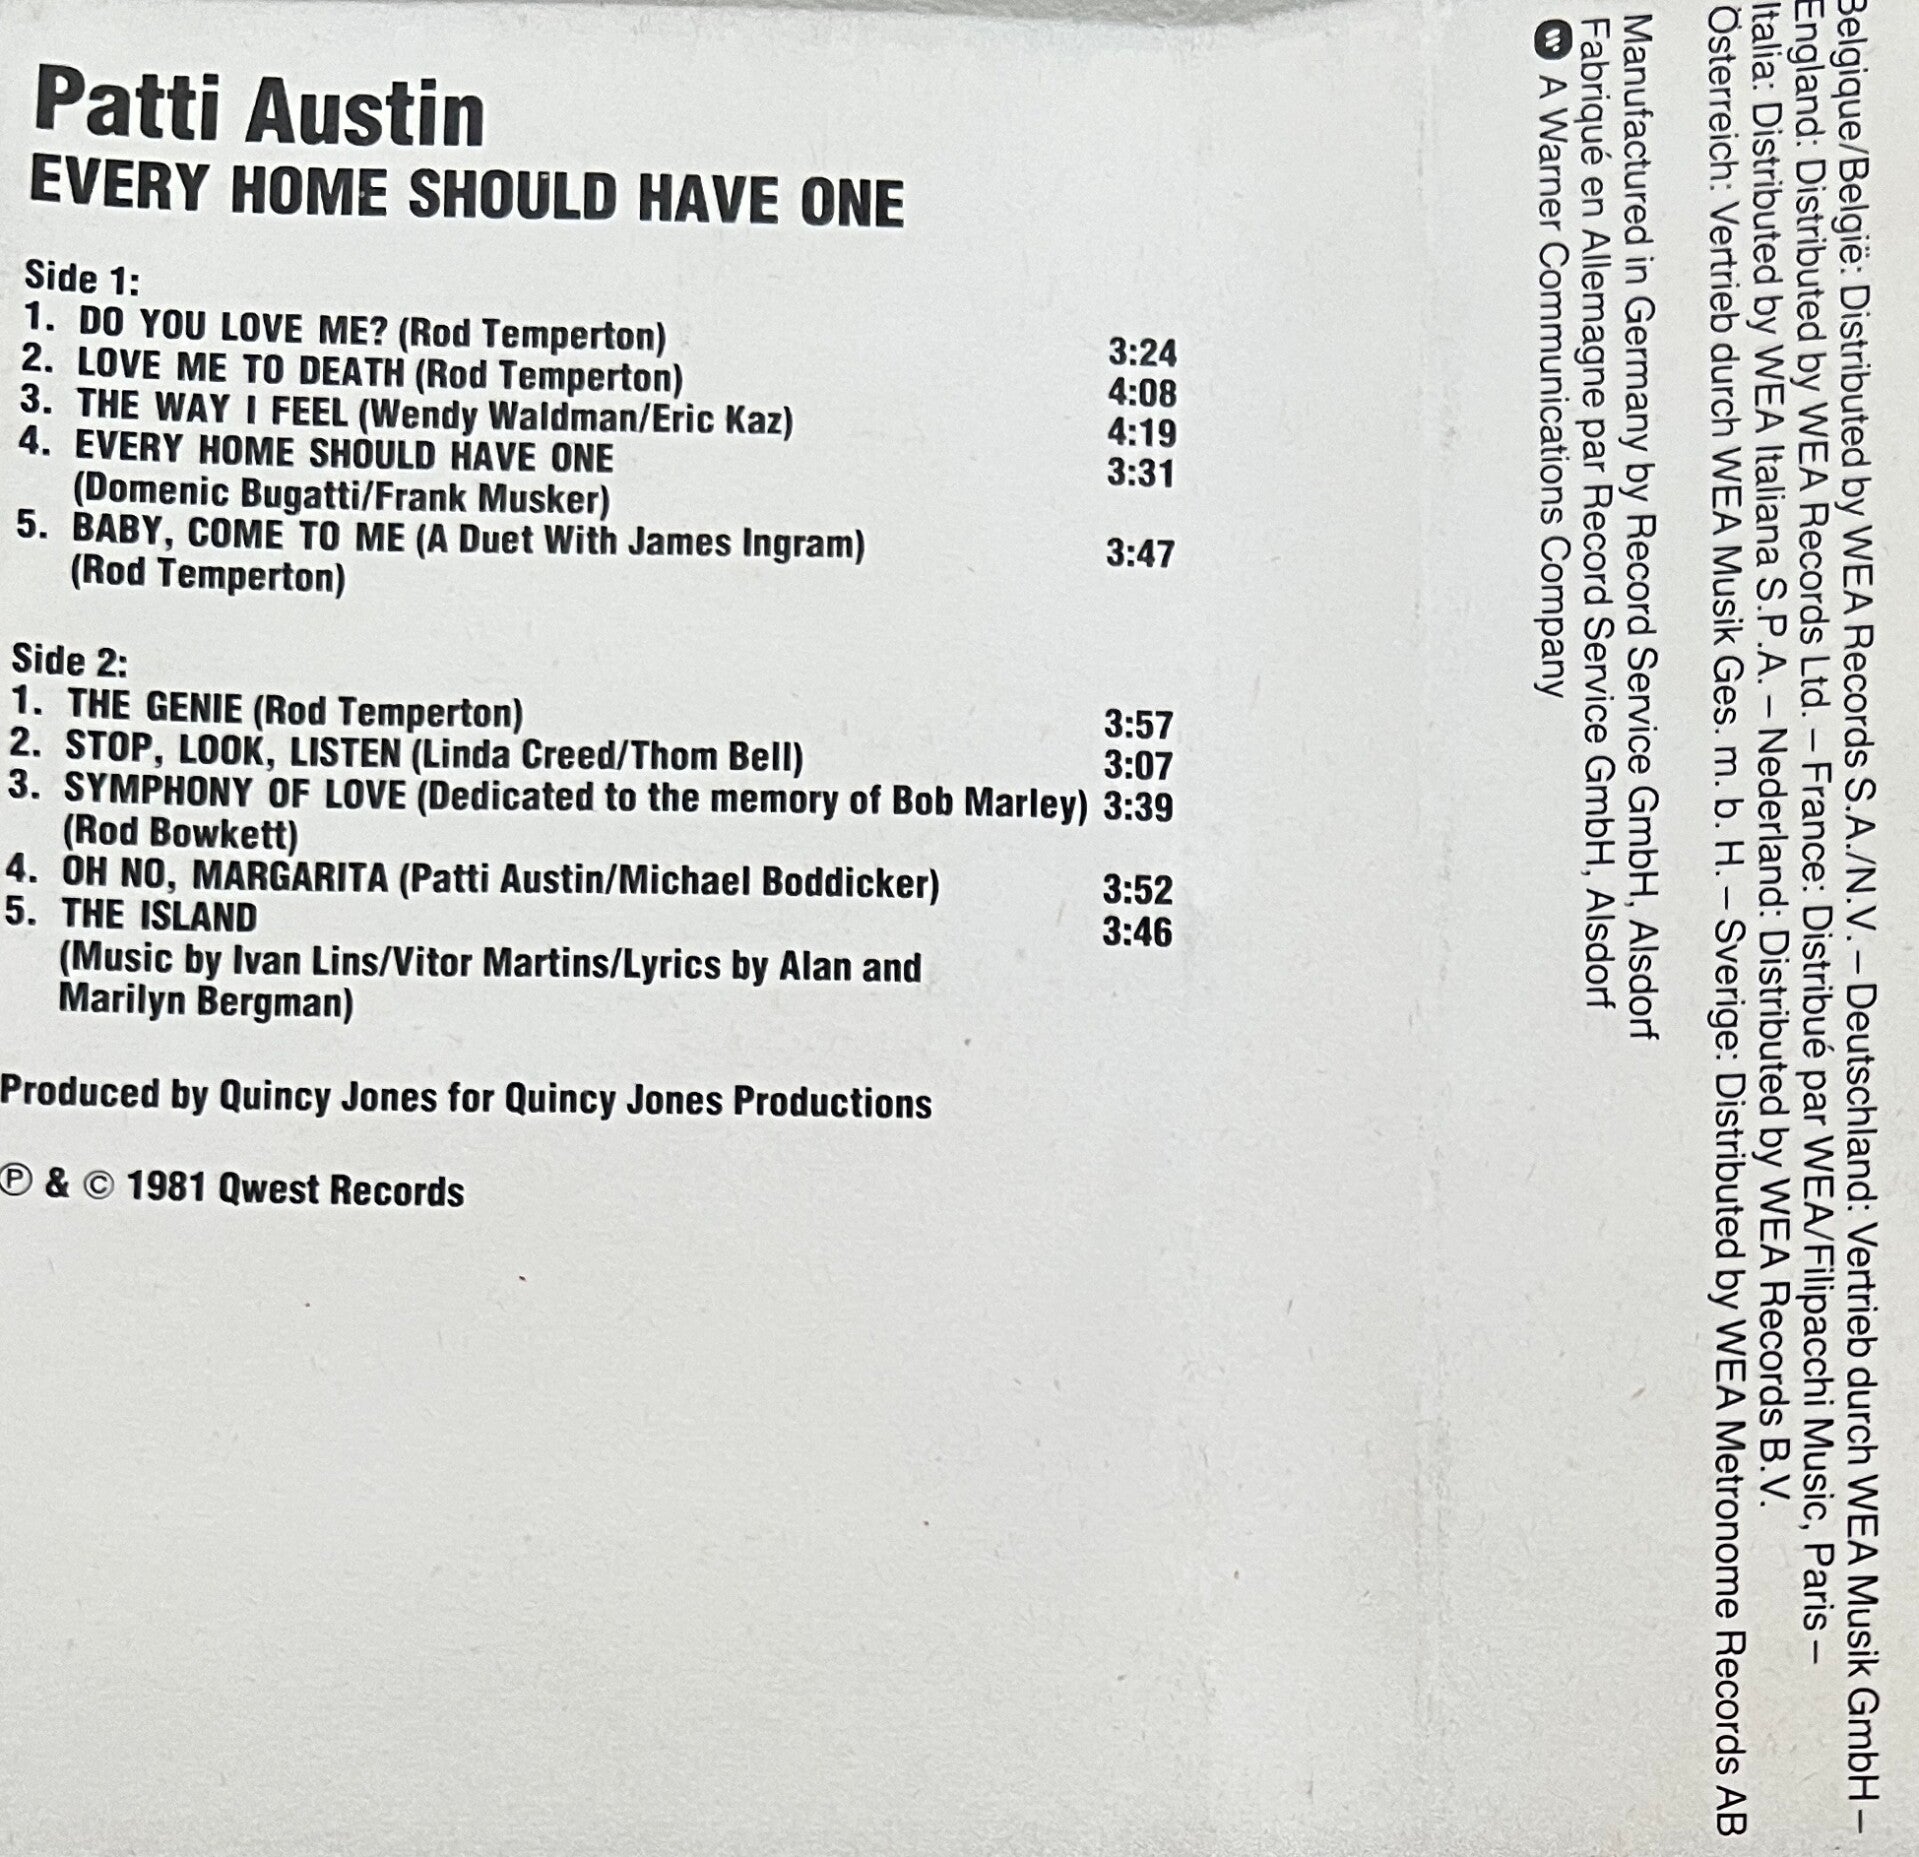 Patti Austin
EVERY HOME SHOULD HAVE ONE
Side 1:
1. DO YOU LOVE ME? (Rod Temperton) 3:24
2. LOVE ME TO DEATH (Rod Temperton) 4:08
3. THE WAY I FEEL (Wendy Waldman/Eric Kaz) 4:19
4. EVERY HOME SHOULD HAVE ONE 3:31
(Domenic Bugatti/Frank Musker)
5. BABY, COME TO ME (A Duet With James Ingram) 3:47
(Rod Temperton)
Side 2:
1. THE GENIE (Rod Temperton) 3:57
2. STOP, LOOK, LISTEN (Linda Creed/Thom Bell) 3:07
3. SYMPHONY OF LOVE (Dedicated to the memory of Bob Marley) 3:39
(Rod Bowkett)
4. OH NO, MARGARITA (Patti Austin/Michael Boddicker) 3:52
5. THE ISLAND 3:46
(Music by Ivan Lins/Vitor Martins/Lyrics by Alan and
Marilyn Bergman)
Produced by Quincy Jones for Quincy Jones Productions
℗ & © 1981 Qwest Records
Belgique/België: Distributed by WEA Records S.A./N.V. – Deutschland: Vertrieb durch WEA Musik GmbH –
England: Distributed by WEA Records Ltd. – France: Distribué par WEA/Filipacchi Music, Paris –
Italia: Distributed by WEA Italiana S.P.A. – Nederland: Distributed by WEA Records B.V.
Österreich: Vertrieb durch WEA Musik Ges. m. b. H. – Sverige: Distributed by WEA Metronome Records AB
Manufactured in Germany by Record Service GmbH, Alsdorf
Fabriqué en Allemagne par Record Service GmbH, Alsdorf
A Warner Communications Company